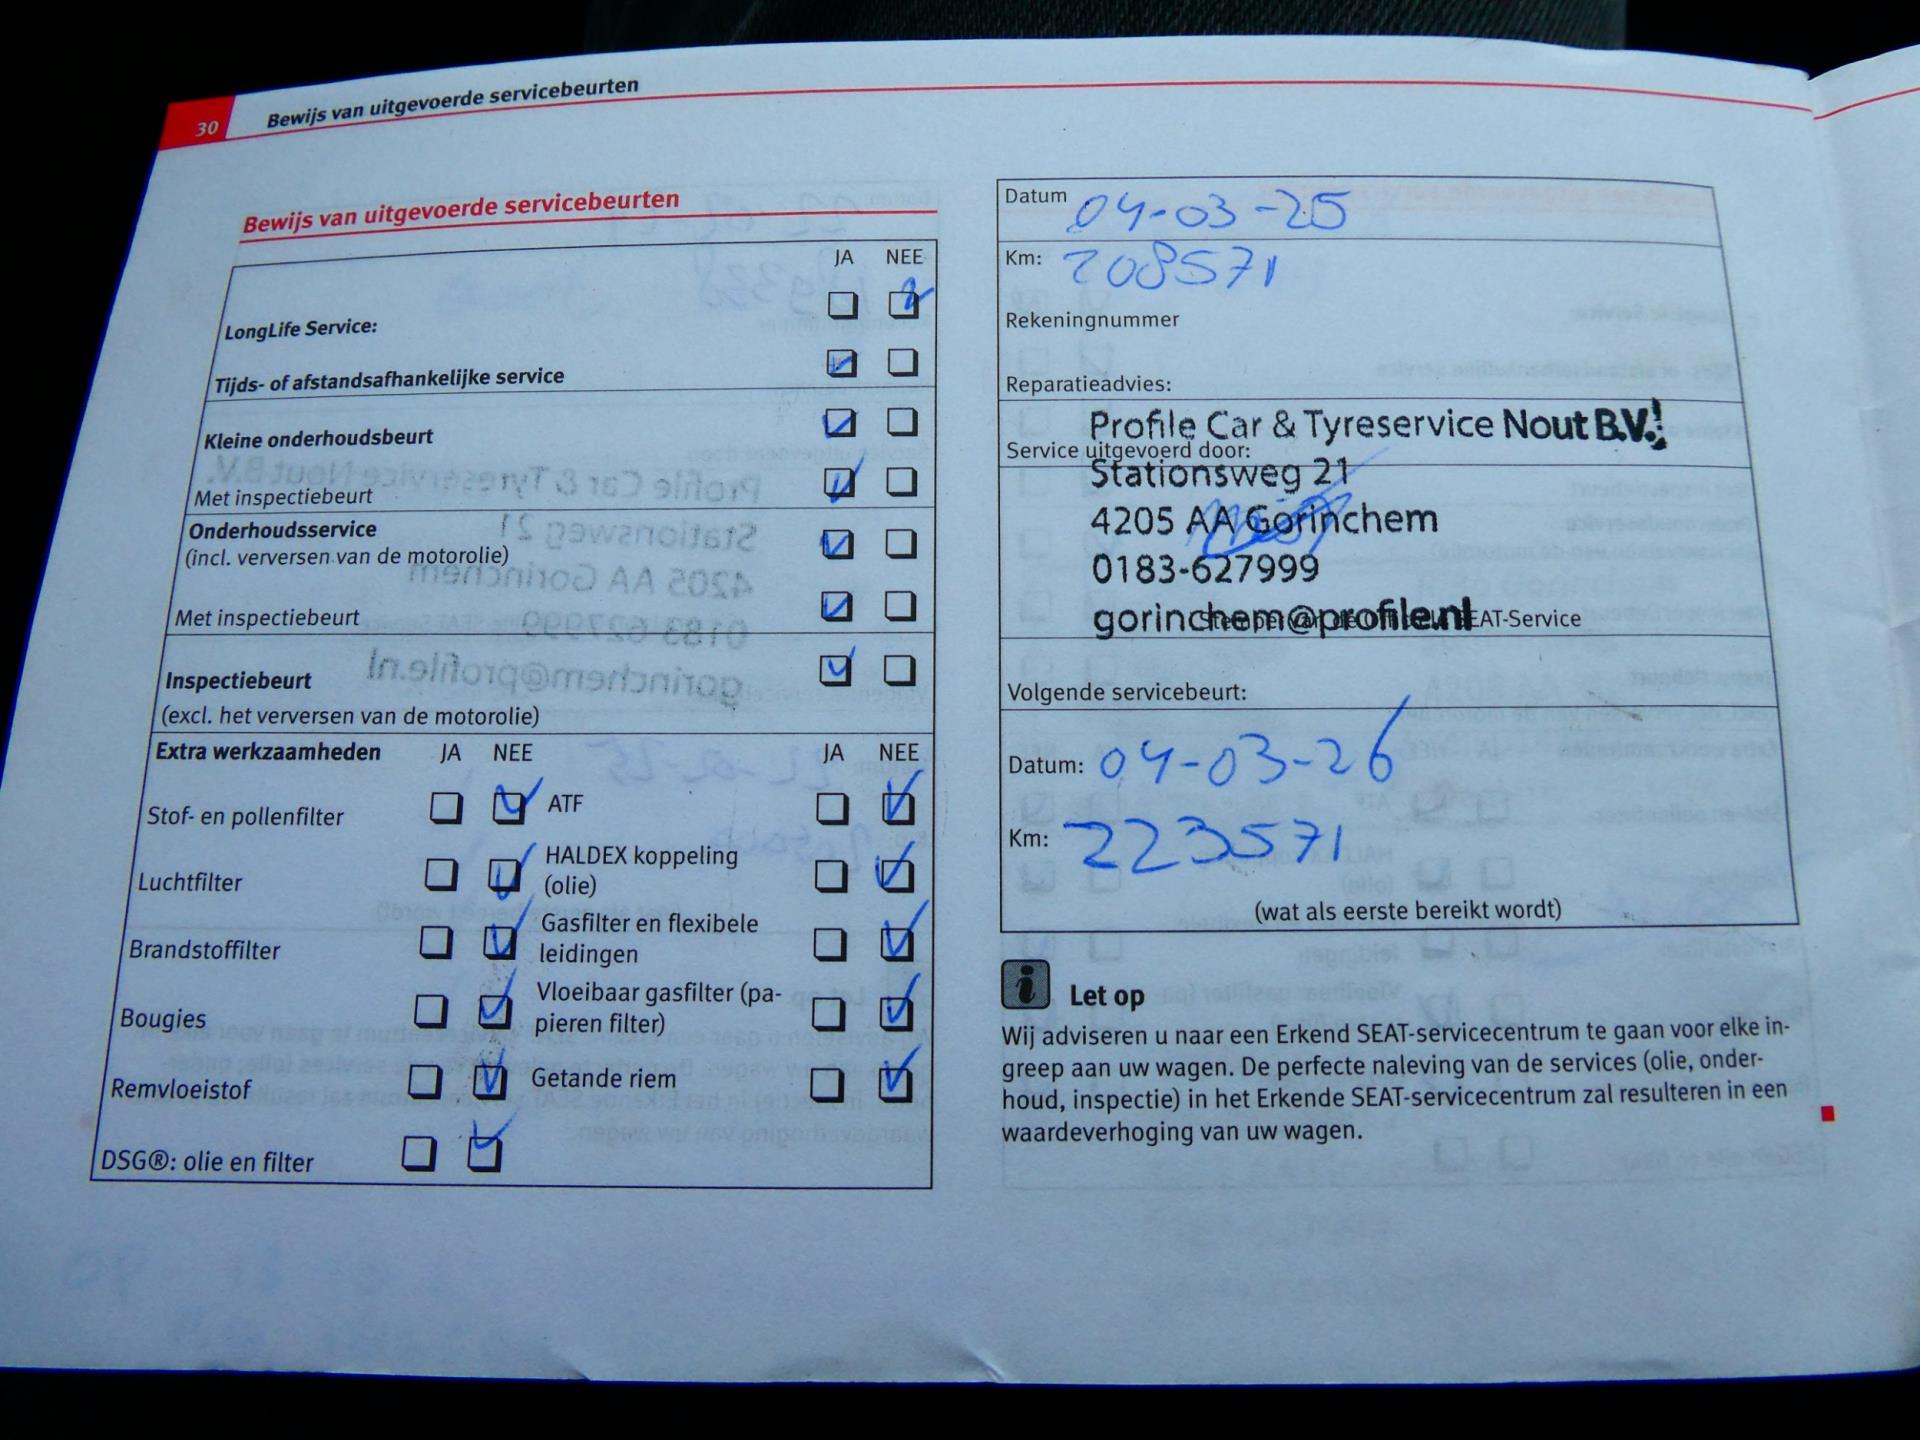 30
Bewijs van uitgevoerde servicebeurten
Bewijs van uitgevoerde servicebeurten
JA NEE
LongLife Service:
Tijds- of afstandsafhankelijke service
Kleine onderhoudsbeurt
Met inspectiebeurt
Onderhoudsservice
(incl. verversen van de motorolie)
Met inspectiebeurt
Inspectiebeurt
(excl. het verversen van de motorolie)
Extra werkzaamheden JA NEE JA NEE
Stof- en pollenfilter ATF
Luchtfilter HALDEX koppeling
(olie)
Brandstoffilter Gasfilter en flexibele
leidingen
Bougies Vloeibaar gasfilter (pa-
pieren filter)
Remvloeistof Getande riem
DSG®: olie en filter
Datum 04-03-25
Km: 208571
Rekeningnummer
Reparatieadvies:
Profile Car & Tyreservice Nout B.V.
Service uitgevoerd door:
Stationsweg 21
4205 AA Gorinchem
0183-627999
gorinchem@profile.nl
SEAT-Service
Volgende servicebeurt:
Datum: 04-03-26
Km: 223571
(wat als eerste bereikt wordt)
i Let op
Wij adviseren u naar een Erkend SEAT-servicecentrum te gaan voor elke in-
greep aan uw wagen. De perfecte naleving van de services (olie, onder-
houd, inspectie) in het Erkende SEAT-servicecentrum zal resulteren in een
waardeverhoging van uw wagen.